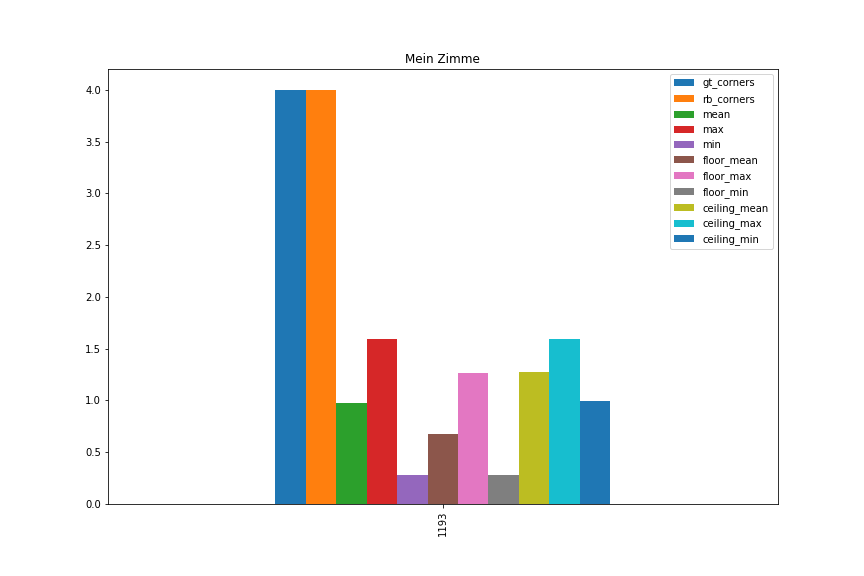 Mein Zimme
4.0
3.5
3.0
2.5
2.0
1.5
1.0
0.5
0.0
1193
gt_corners
rb_corners
mean
max
min
floor_mean
floor_max
floor_min
ceiling_mean
ceiling_max
ceiling_min